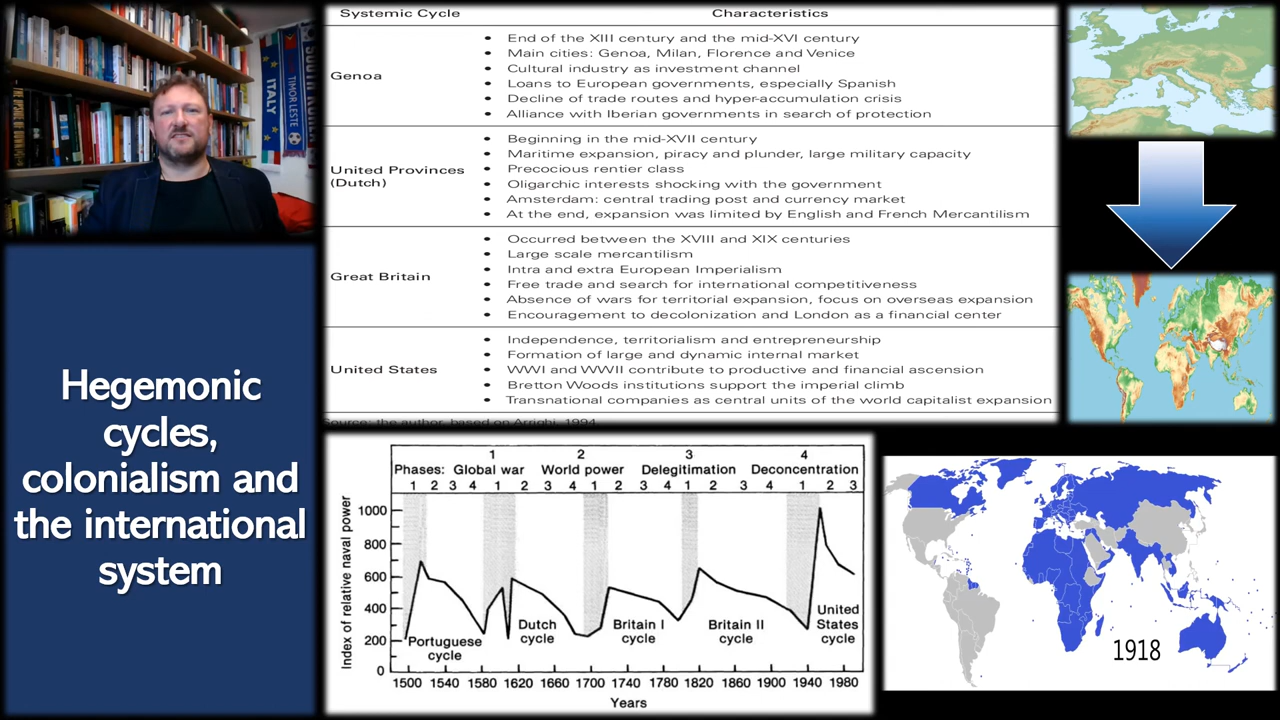 ITALY
TIMOR LESTE
Hegemonic
cycles,
colonialism and
the international
system
Systemic Cycle Characteristics
Genoa
• End of the XIII century and the mid-XVI century
• Main cities: Genoa, Milan, Florence and Venice
• Cultural industry as investment channel
• Loans to European governments, especially Spanish
• Decline of trade routes and hyper-accumulation crisis
• Alliance with Iberian governments in search of protection
United Provinces
(Dutch)
• Beginning in the mid-XVII century
• Maritime expansion, piracy and plunder, large military capacity
• Precocious rentier class
• Oligarchic interests shocking with the government
• Amsterdam: central trading post and currency market
• At the end, expansion was limited by English and French Mercantilism
Great Britain
• Occurred between the XVIII and XIX centuries
• Large scale mercantilism
• Intra and extra European Imperialism
• Free trade and search for international competitiveness
• Absence of wars for territorial expansion, focus on overseas expansion
• Encouragement to decolonization and London as a financial center
United States
• Independence, territorialism and entrepreneurship
• Formation of large and dynamic internal market
• WWI and WWII contribute to productive and financial ascension
• Bretton Woods institutions support the imperial climb
• Transnational companies as central units of the world capitalist expansion
Source: the author, based on Arrighi, 1994
1 2 3 4
Phases: Global war World power Delegitimation Deconcentration
1 2 3 4 1 2 3 4 1 2 3 4 1 2 3 4 1 2 3
Index of relative naval power
1000
800
600
400
200
0
Portuguese
cycle
Dutch
cycle
Britain I
cycle
Britain II
cycle
United
States
cycle
1500 1540 1580 1620 1660 1700 1740 1780 1820 1860 1900 1940 1980
Years
1918